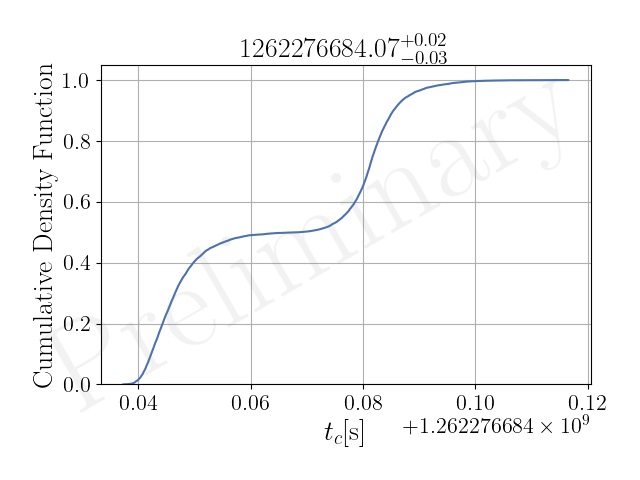 1262276684.07^{+0.02}_{-0.03}
Cumulative Density Function
1.0
0.8
0.6
0.4
0.2
0.0
Preliminary
0.04 0.06 0.08 0.10 0.12
+1.262276684 × 10^9
t_c[s]